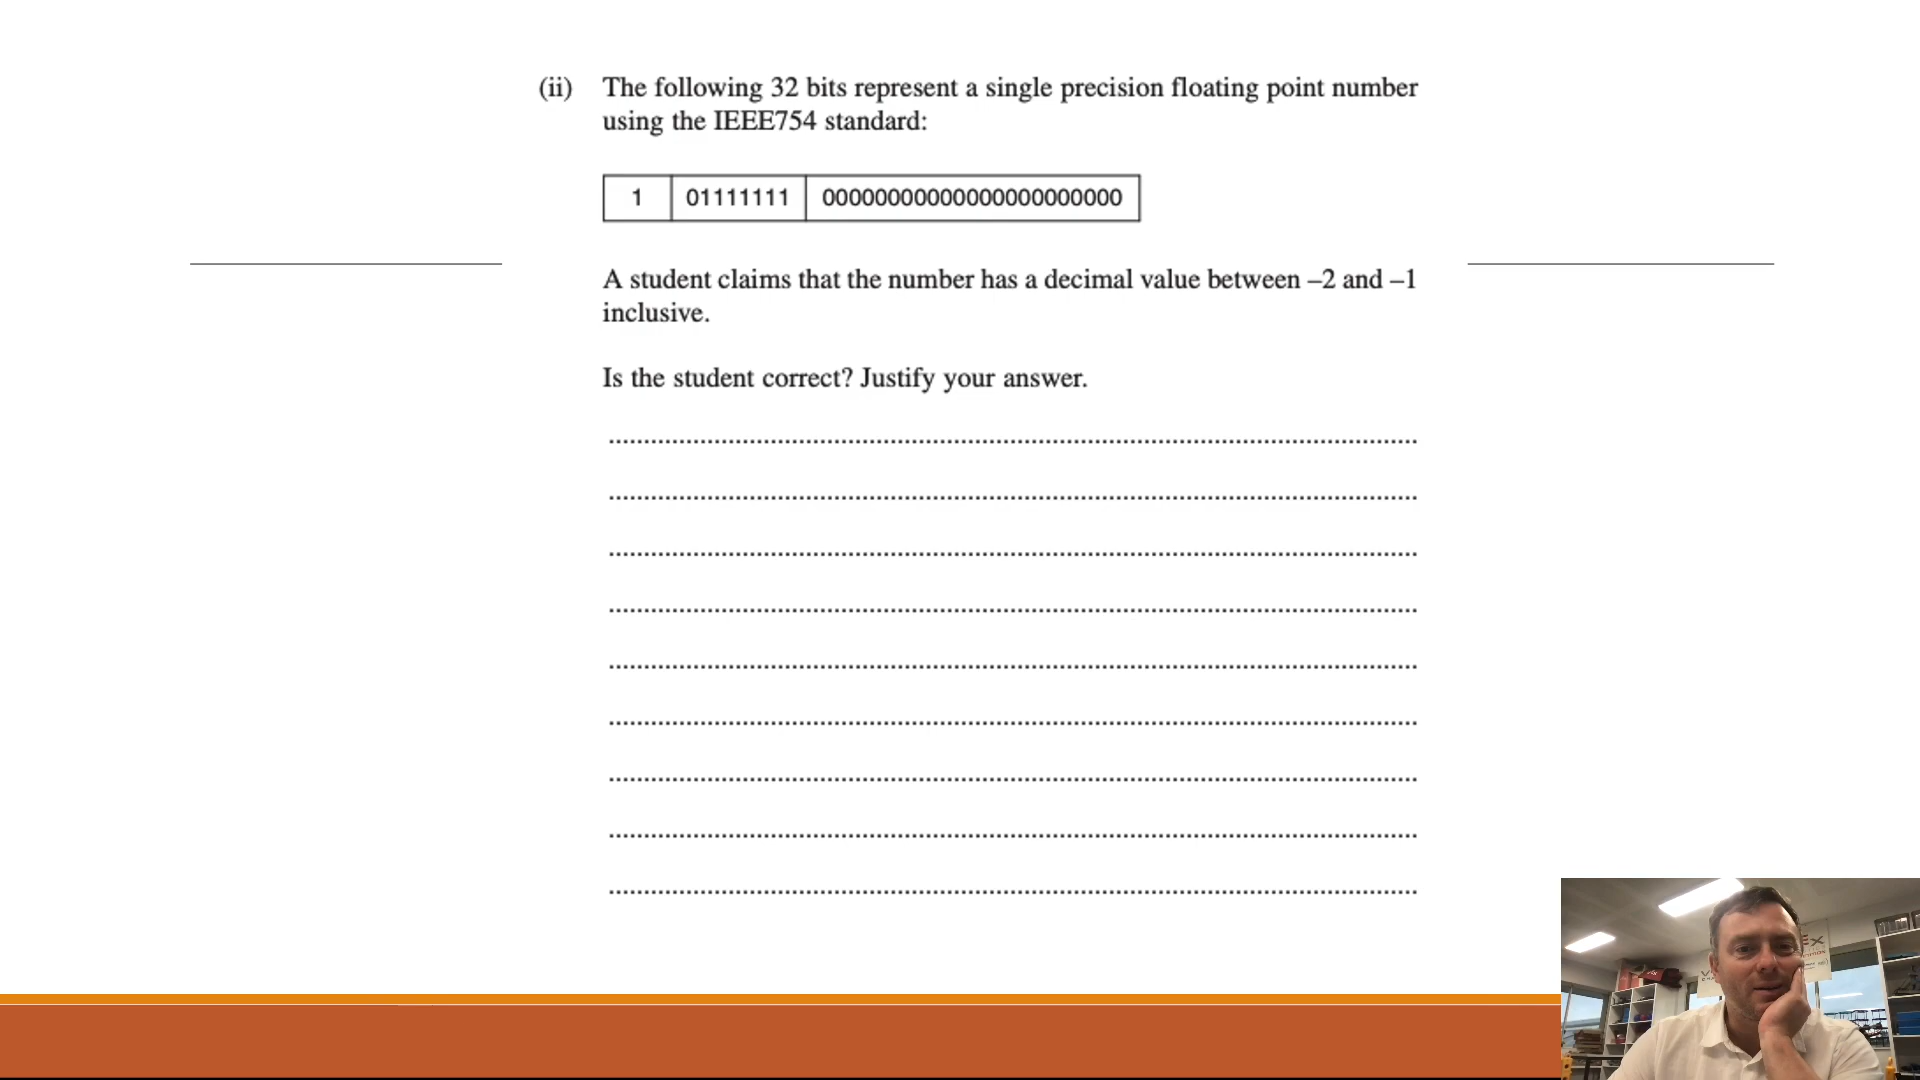 (ii) The following 32 bits represent a single precision floating point number
using the IEEE754 standard:
1 01111111 00000000000000000000000
A student claims that the number has a decimal value between –2 and –1
inclusive.
Is the student correct? Justify your answer.